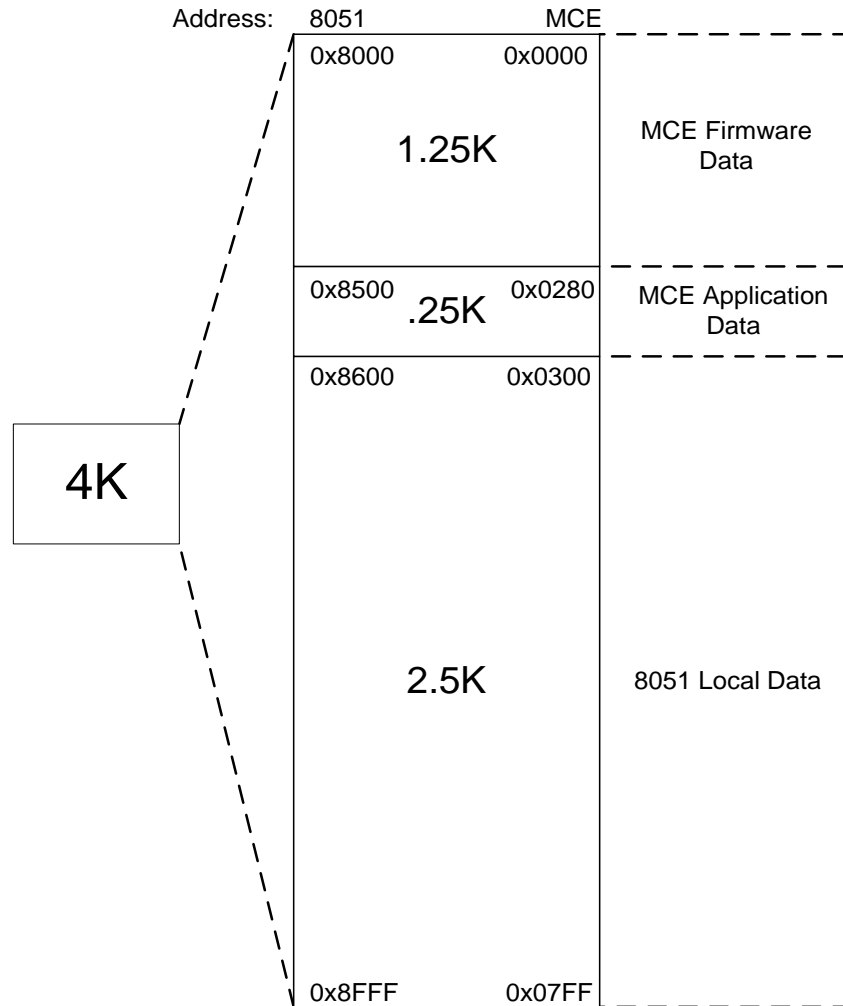 Address: 8051 MCE
0x8000 0x0000
1.25K
MCE Firmware
Data
0x8500 0x0280
.25K
MCE Application
Data
0x8600 0x0300
4K
2.5K
8051 Local Data
0x8FFF 0x07FF